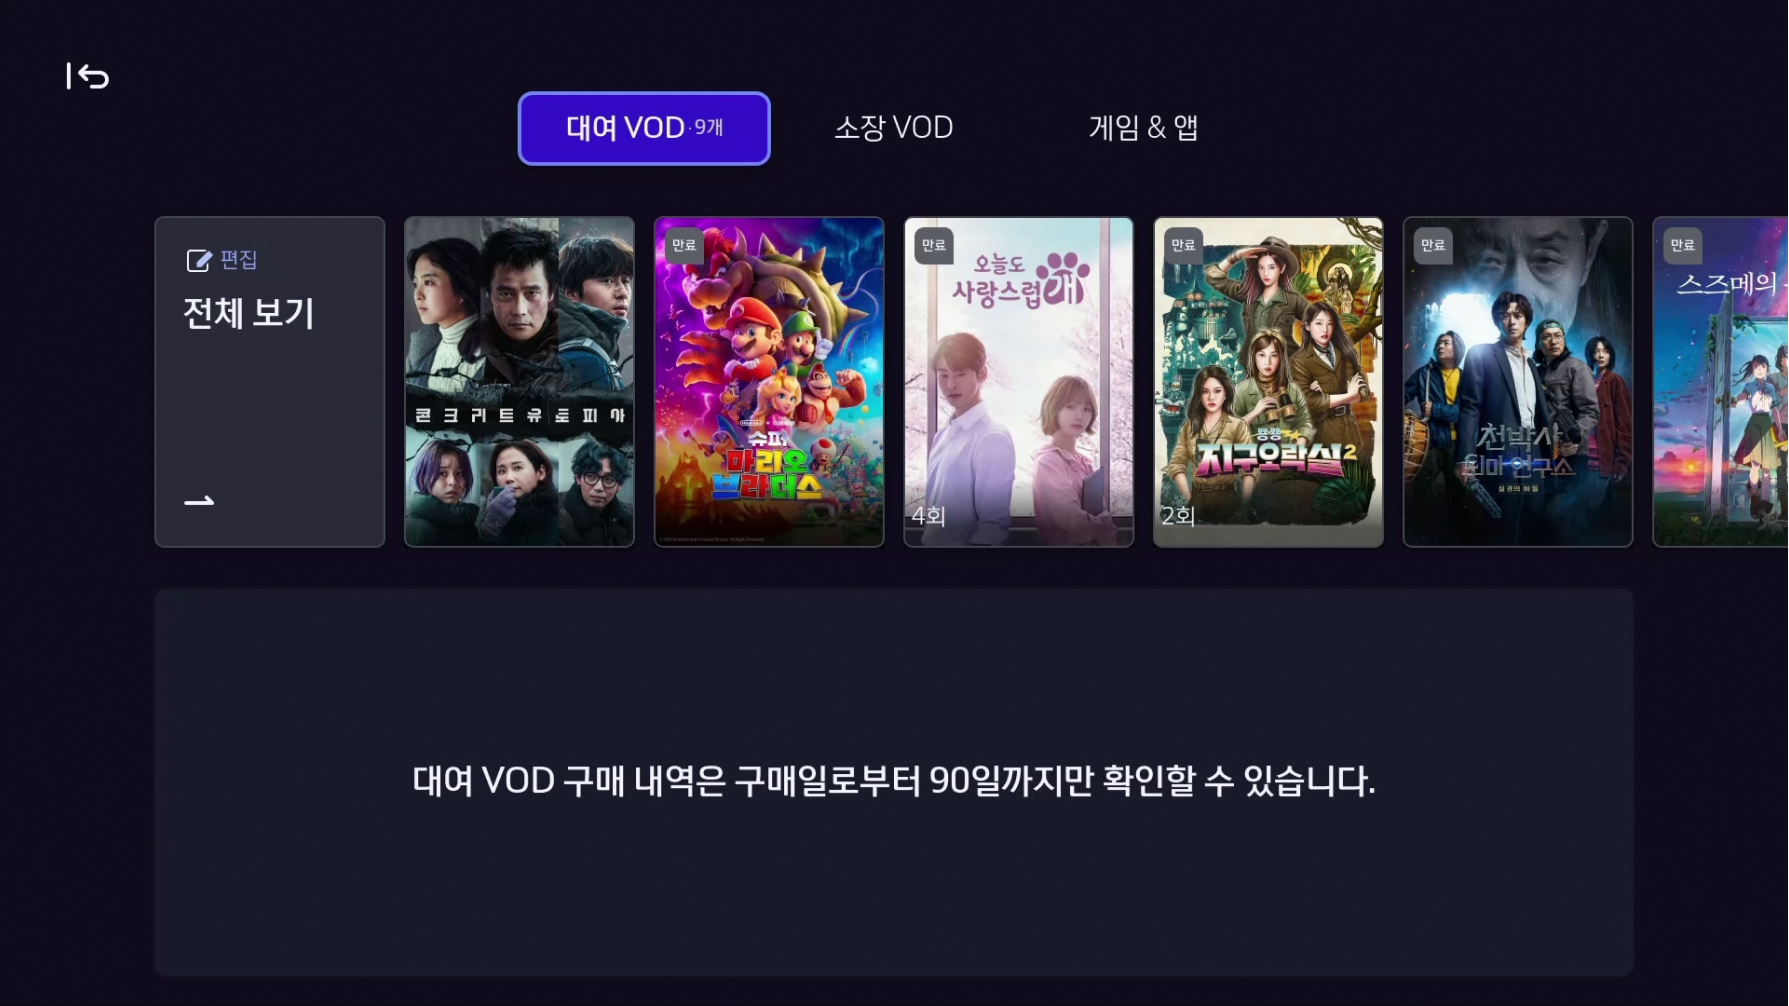 대여 VOD·9개
소장 VOD
게임 & 앱
편집
전체 보기
콘크리트유토피아
만료
슈퍼
마리오
브라더스
만료
오늘도
사랑스럽개
4회
만료
뿅뿅
지구오락실2
2회
만료
천박사
퇴마 연구소
설경의 비밀
만료
스즈메의
대여 VOD 구매 내역은 구매일로부터 90일까지만 확인할 수 있습니다.